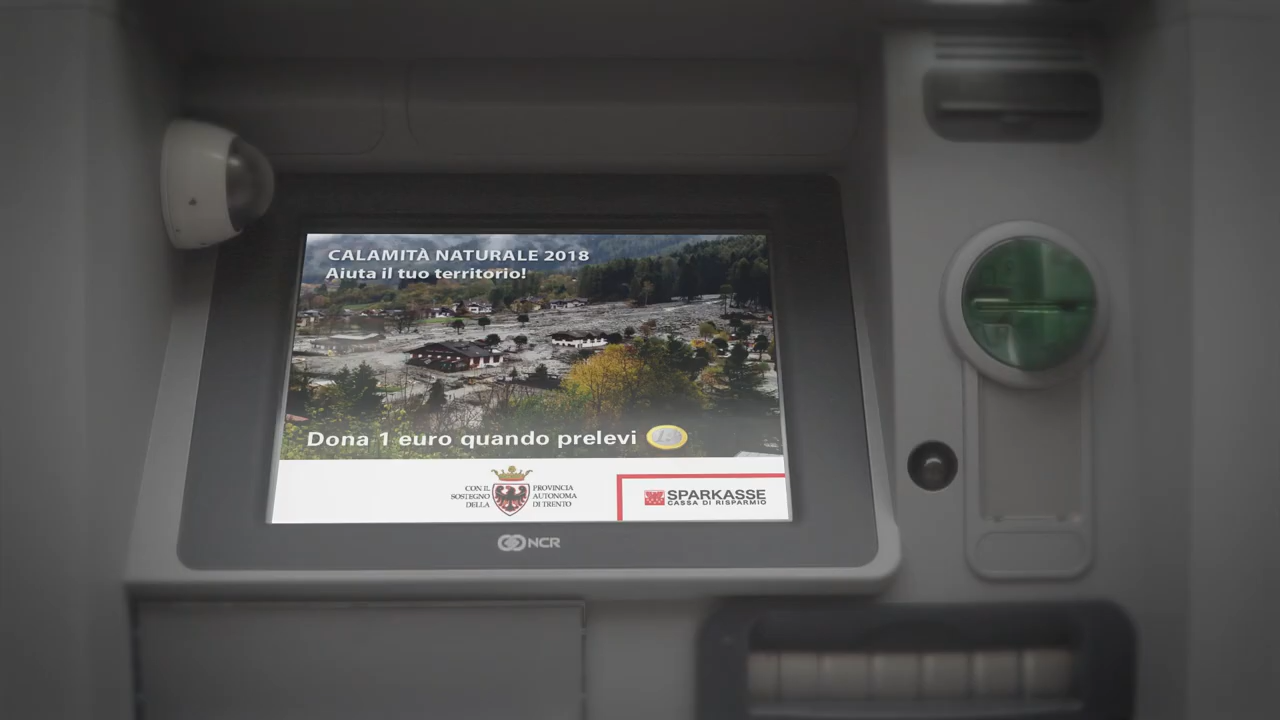 CALAMITÀ NATURALE 2018
Aiuta il tuo territorio!
Dona 1 euro quando prelevi
CON IL
SOSTEGNO
DELLA
PROVINCIA
AUTONOMA
DI TRENTO
SPARKASSE
CASSA DI RISPARMIO
NCR